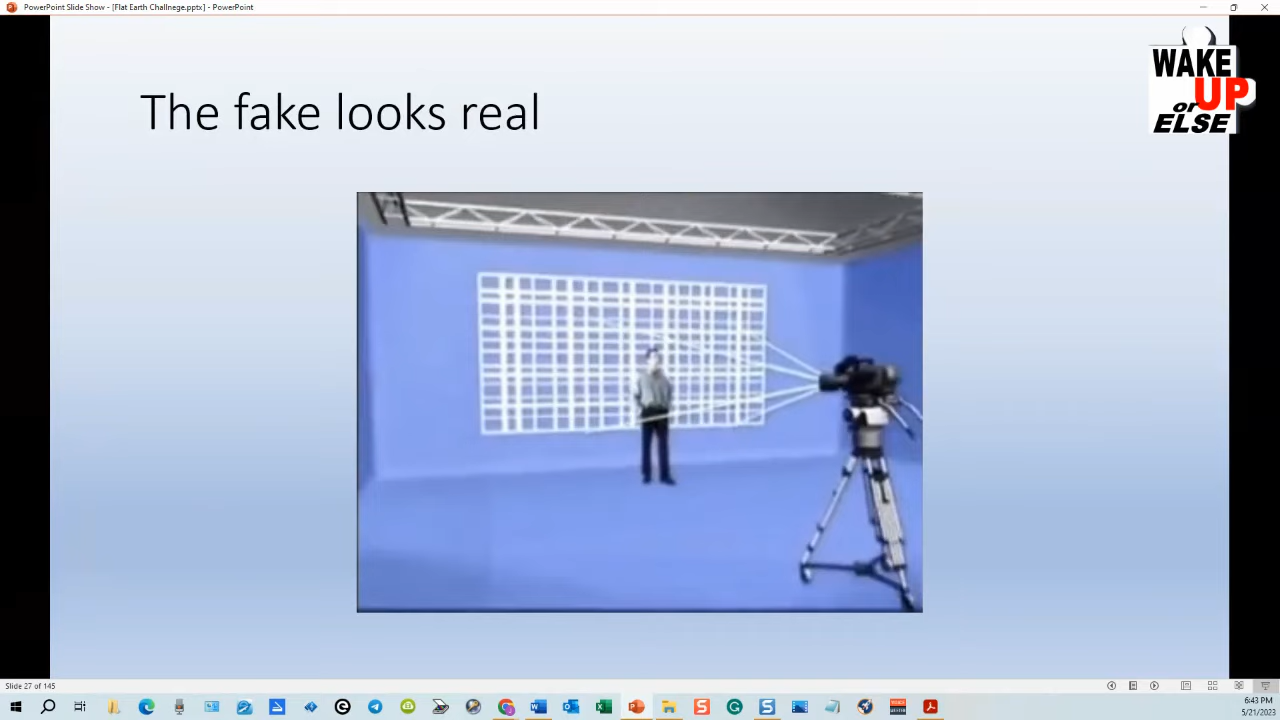 PowerPoint Slide Show - [Flat Earth Challnege.pptx] - PowerPoint
WAKE
UP
or
ELSE
The fake looks real
Slide 27 of 145
6:43 PM
5/21/2023